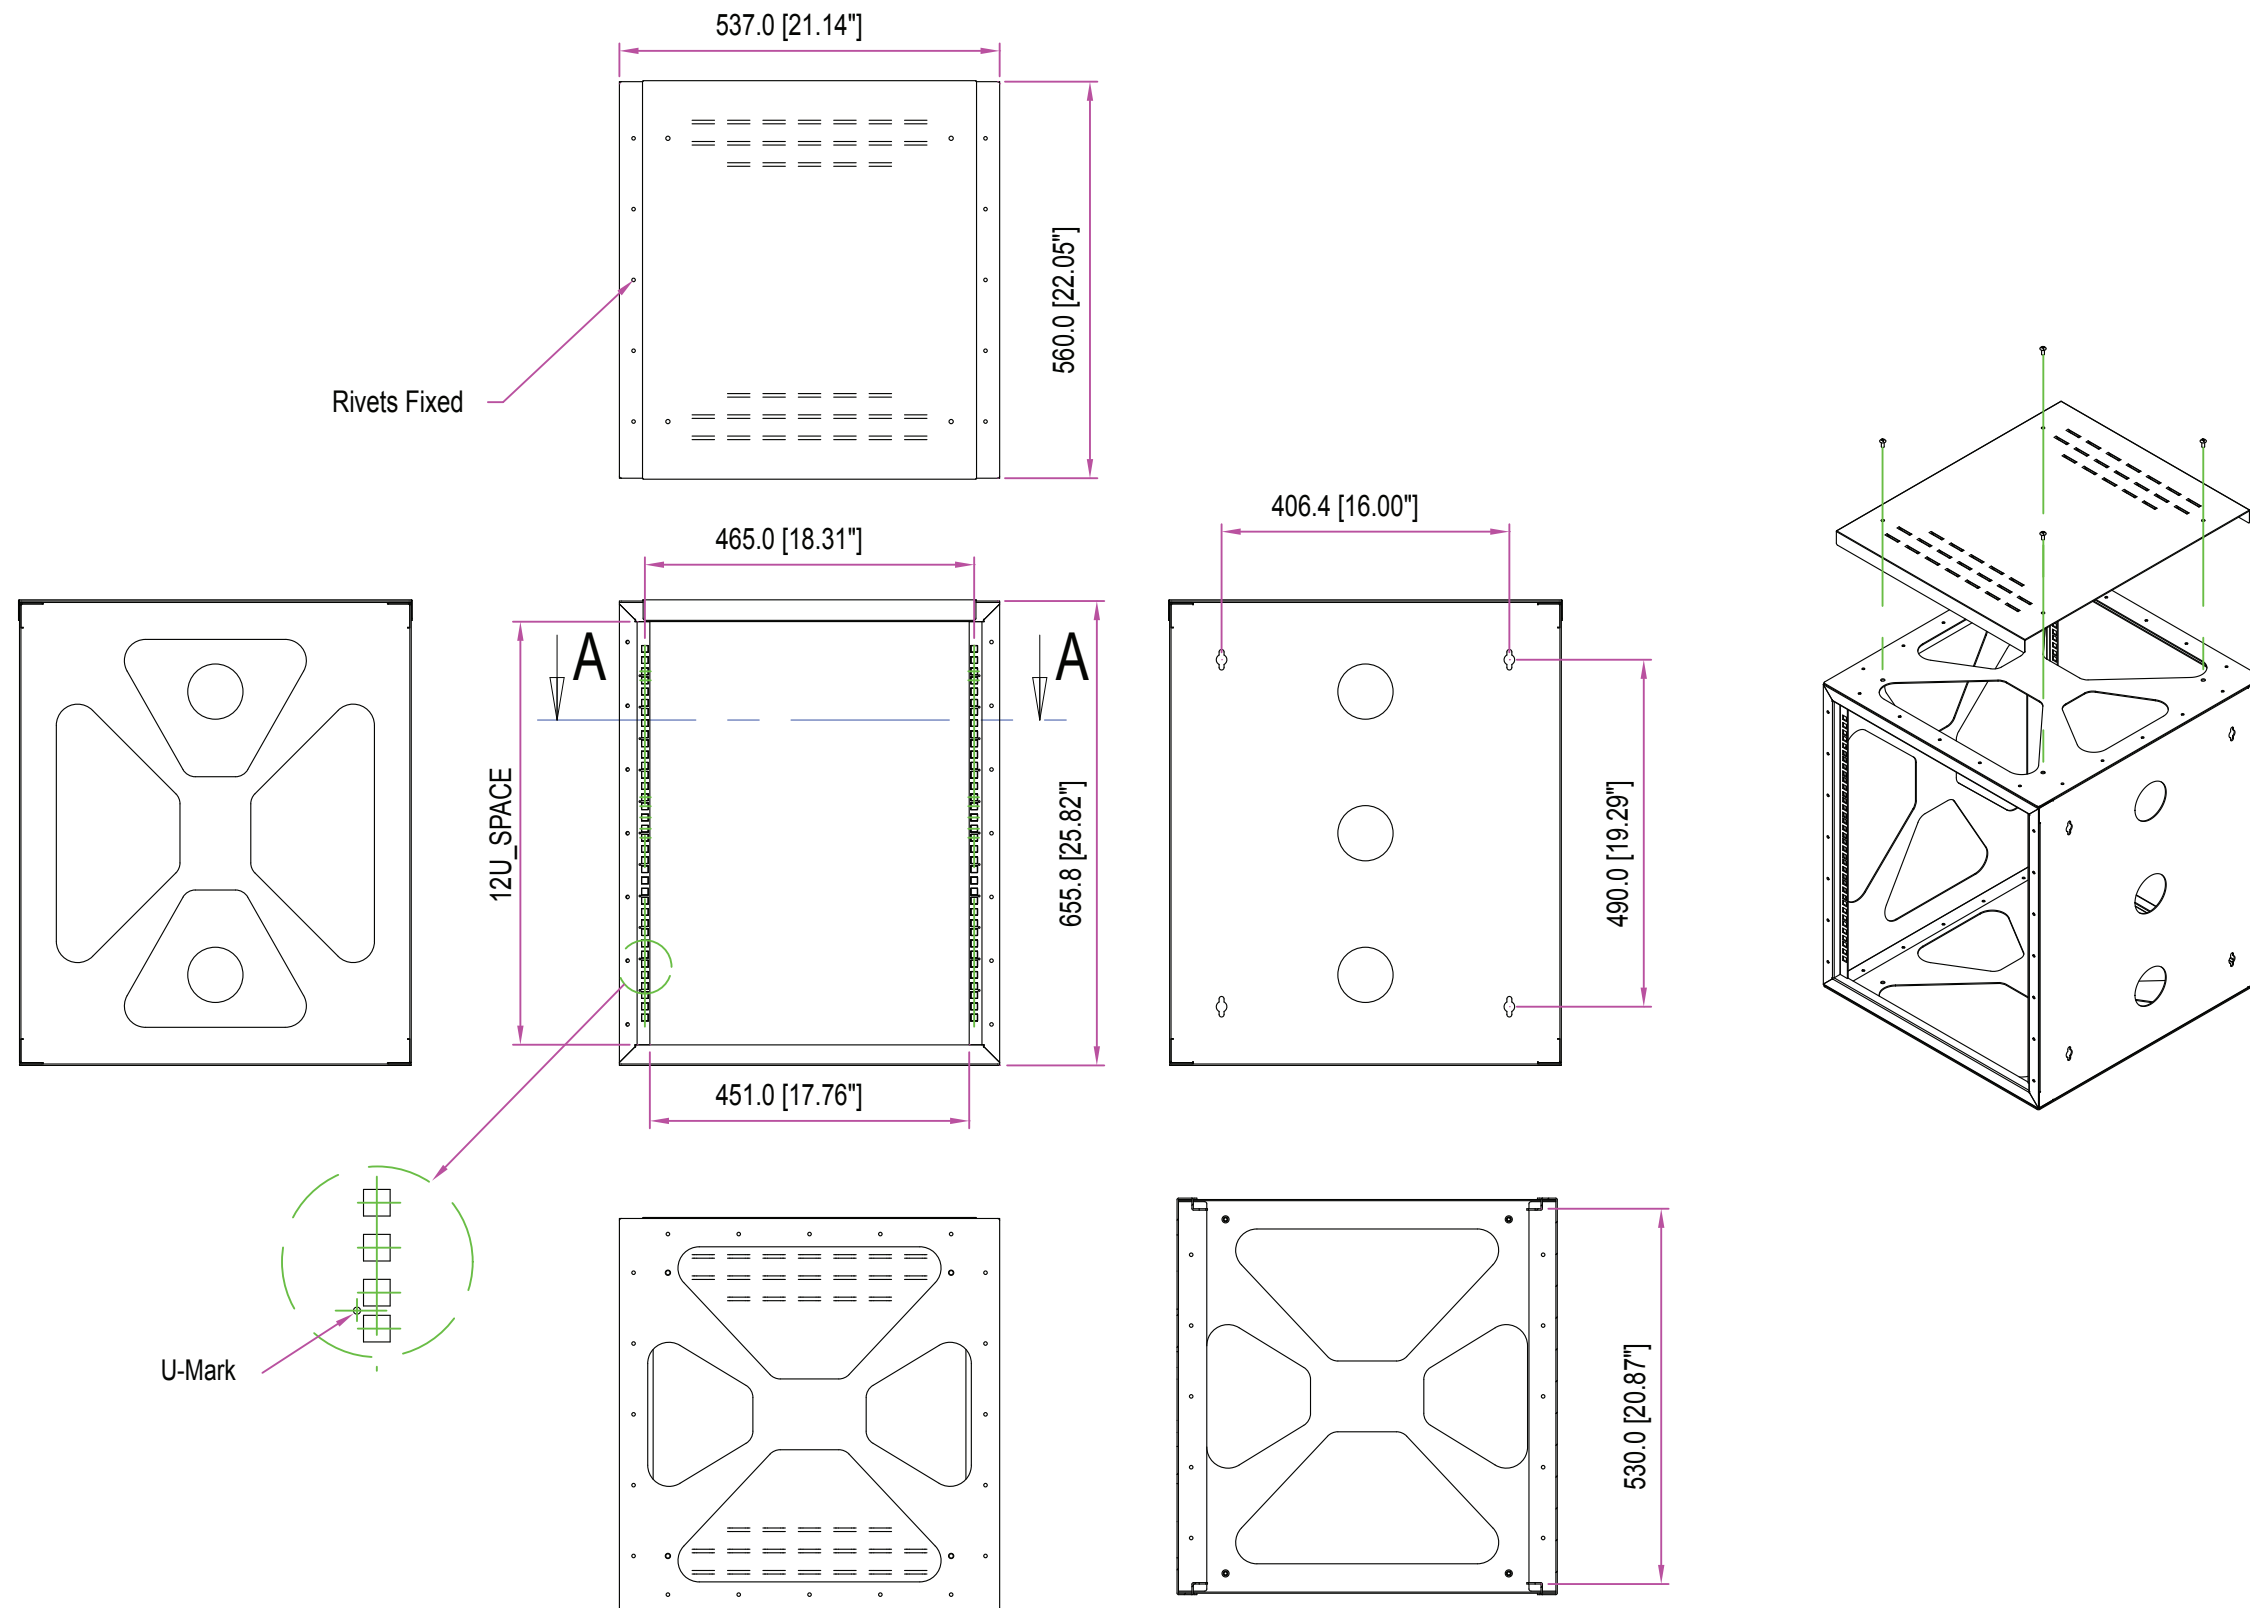 537.0 [21.14"]
560.0 [22.05"]
Rivets Fixed
465.0 [18.31"]
406.4 [16.00"]
A
A
12U_SPACE
655.8 [25.82"]
490.0 [19.29"]
451.0 [17.76"]
U-Mark
530.0 [20.87"]